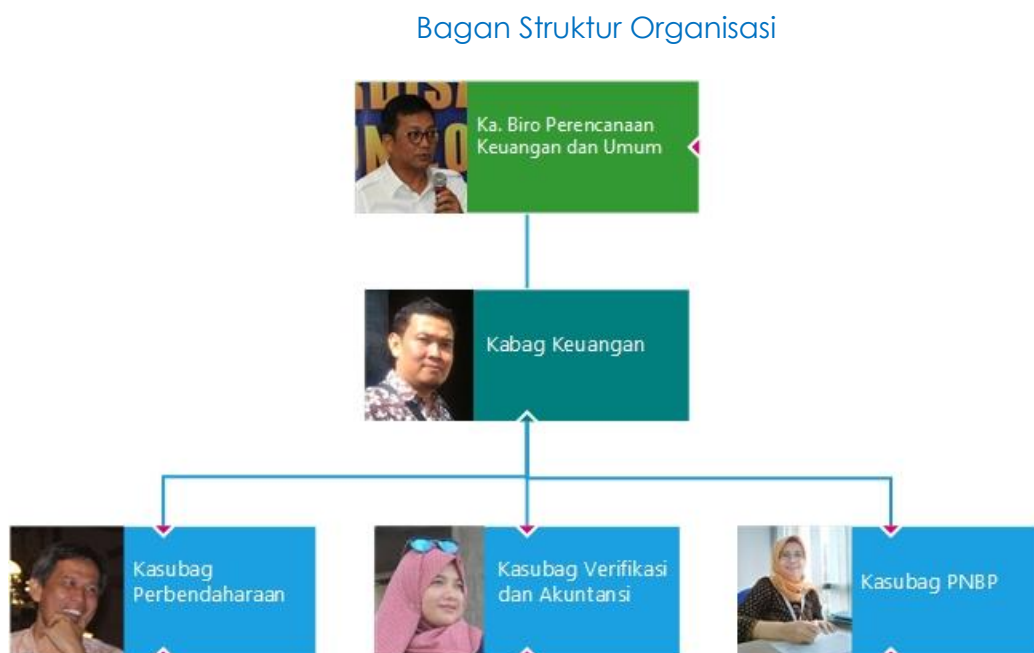 Bagan Struktur Organisasi
Ka. Biro Perencanaan
Keuangan dan Umum
Kabag Keuangan
Kasubag
Perbendaharaan
Kasubag Verifikasi
dan Akuntansi
Kasubag PNBP